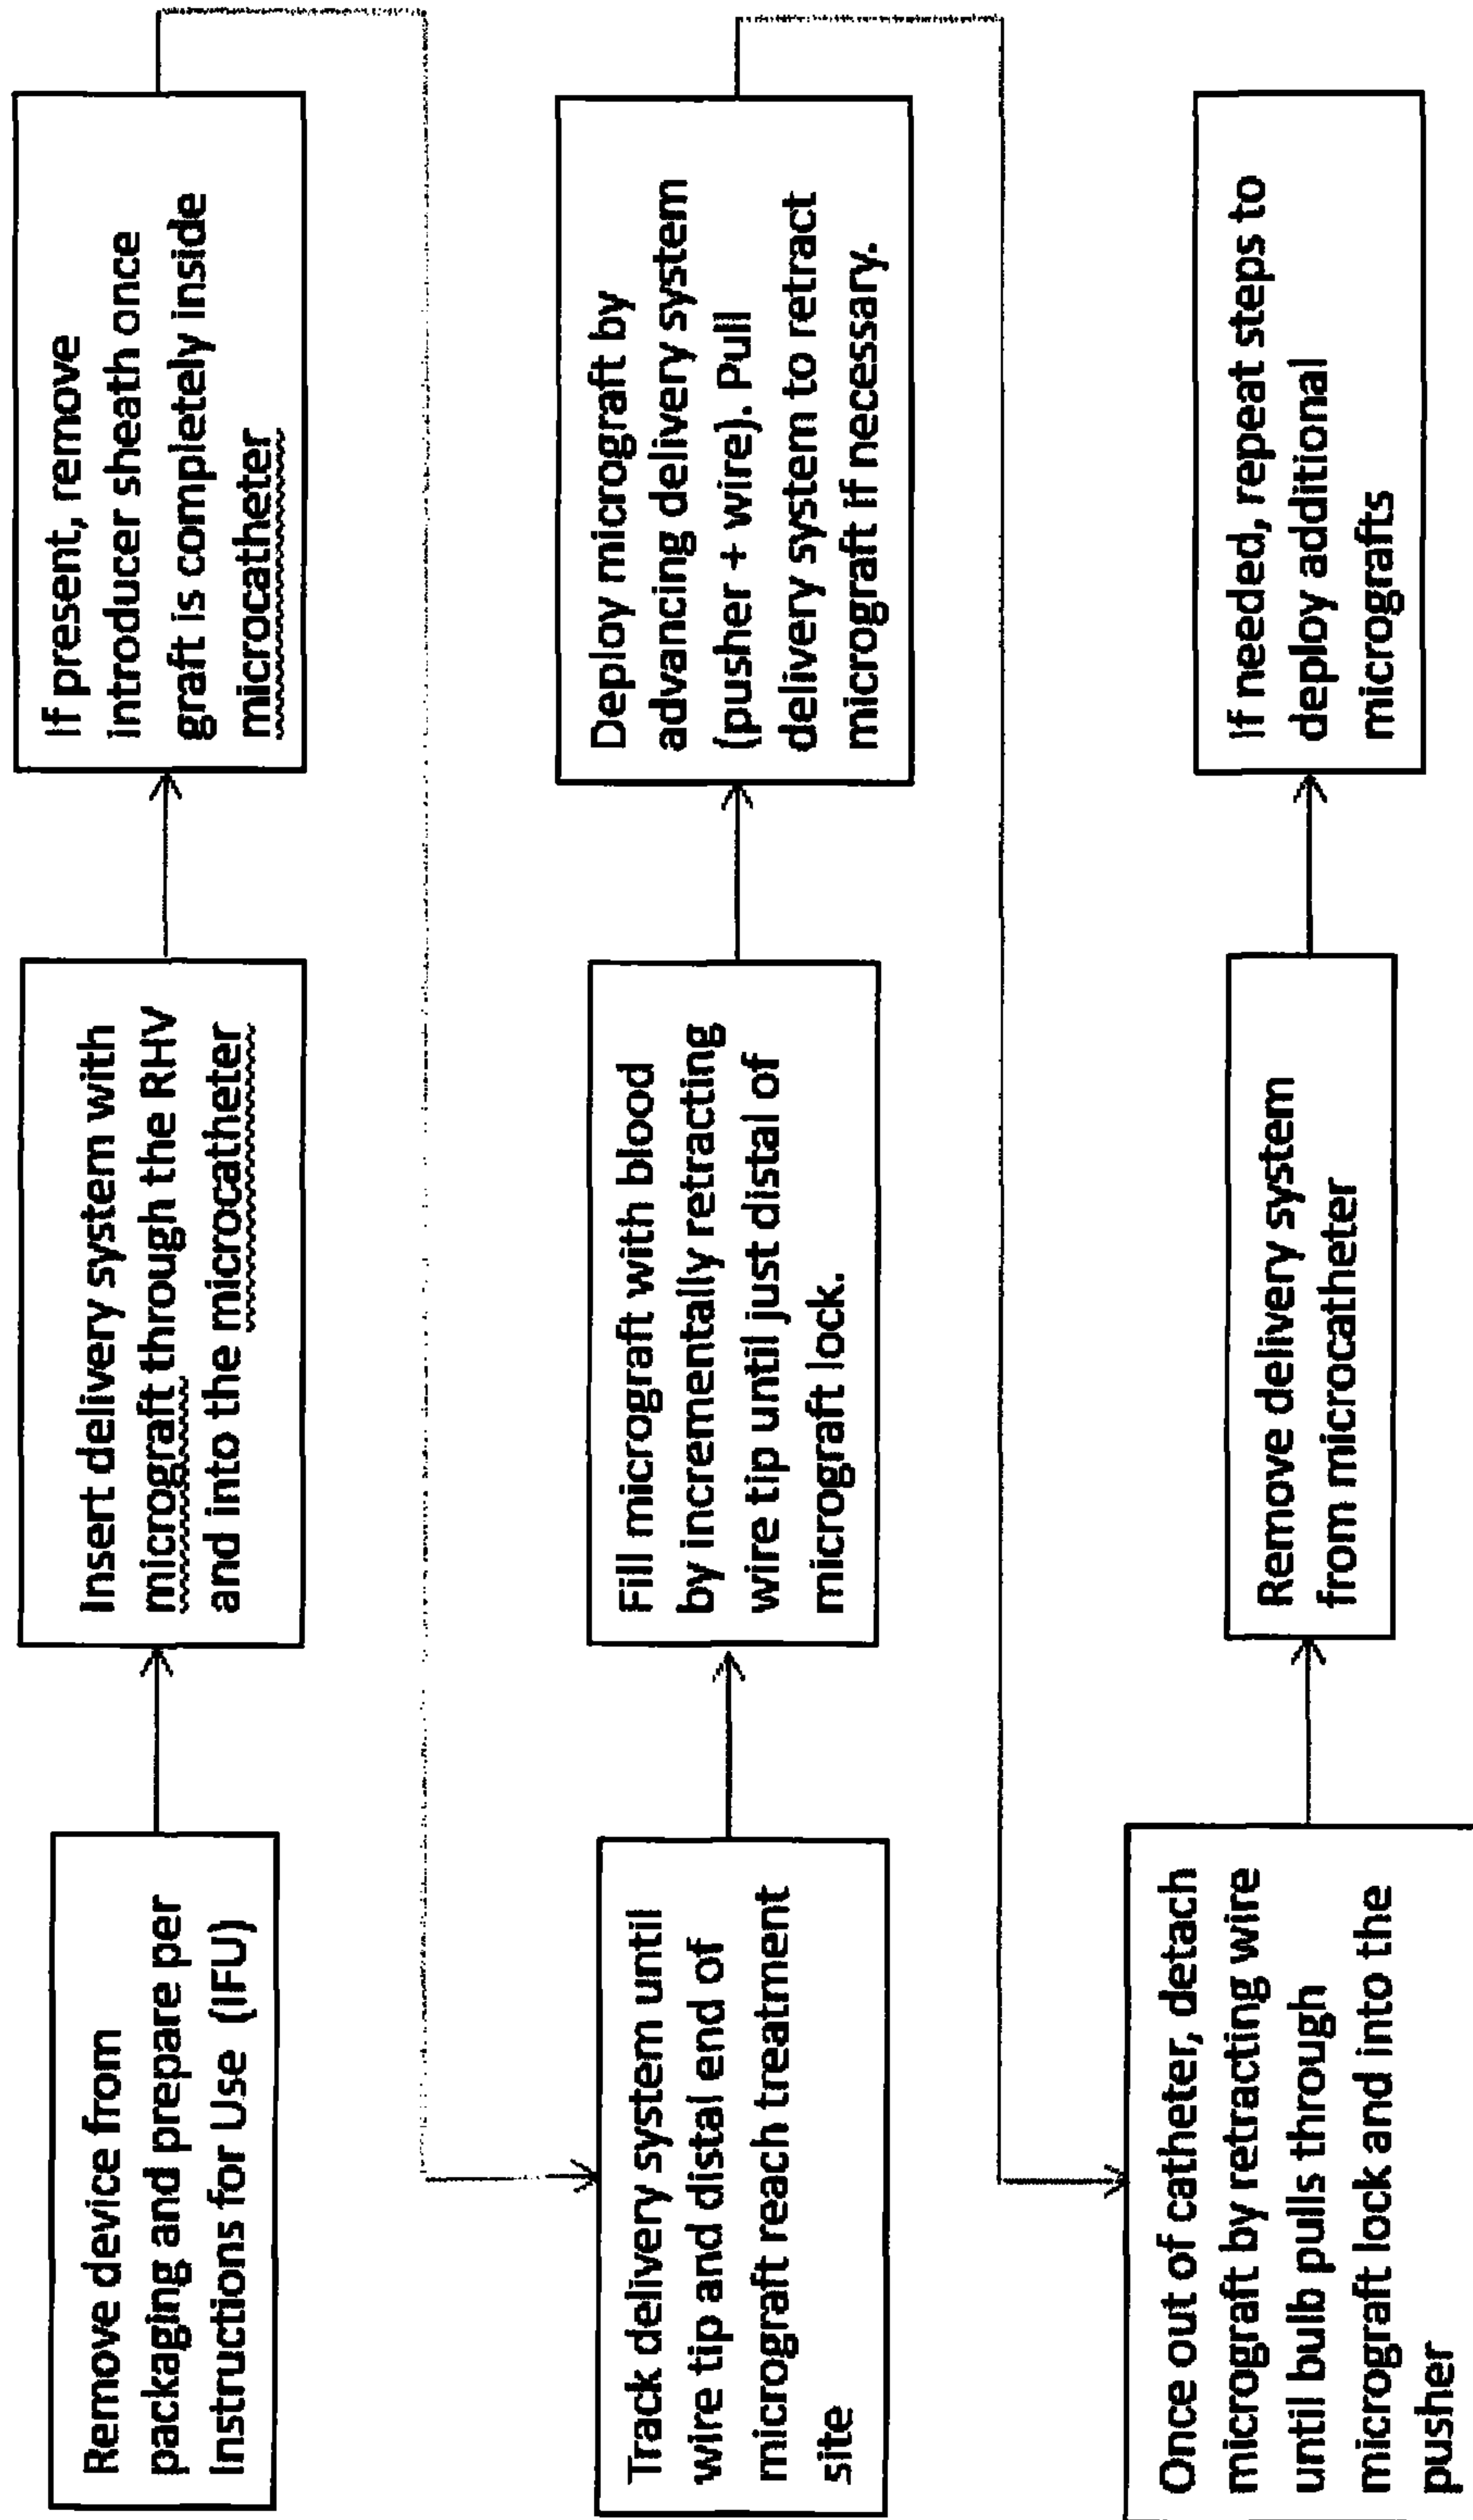 Remove device from
packaging and prepare per
Instructions for Use (IFU)
Insert delivery system with
micrograft through the RHV
and into the microcatheter
If present, remove
introducer sheath once
graft is completely inside
microcatheter
Track delivery system until
wire tip and distal end of
micrograft reach treatment
site
Fill micrograft with blood
by incrementally retracting
wire tip until just distal of
micrograft lock.
Deploy micrograft by
advancing delivery system
(pusher + wire). Pull
delivery system to retract
micrograft if necessary.
Once out of catheter, detach
micrograft by retracting wire
until bulb pulls through
micrograft lock and into the
pusher
Remove delivery system
from microcatheter
If needed, repeat steps to
deploy additional
micrografts